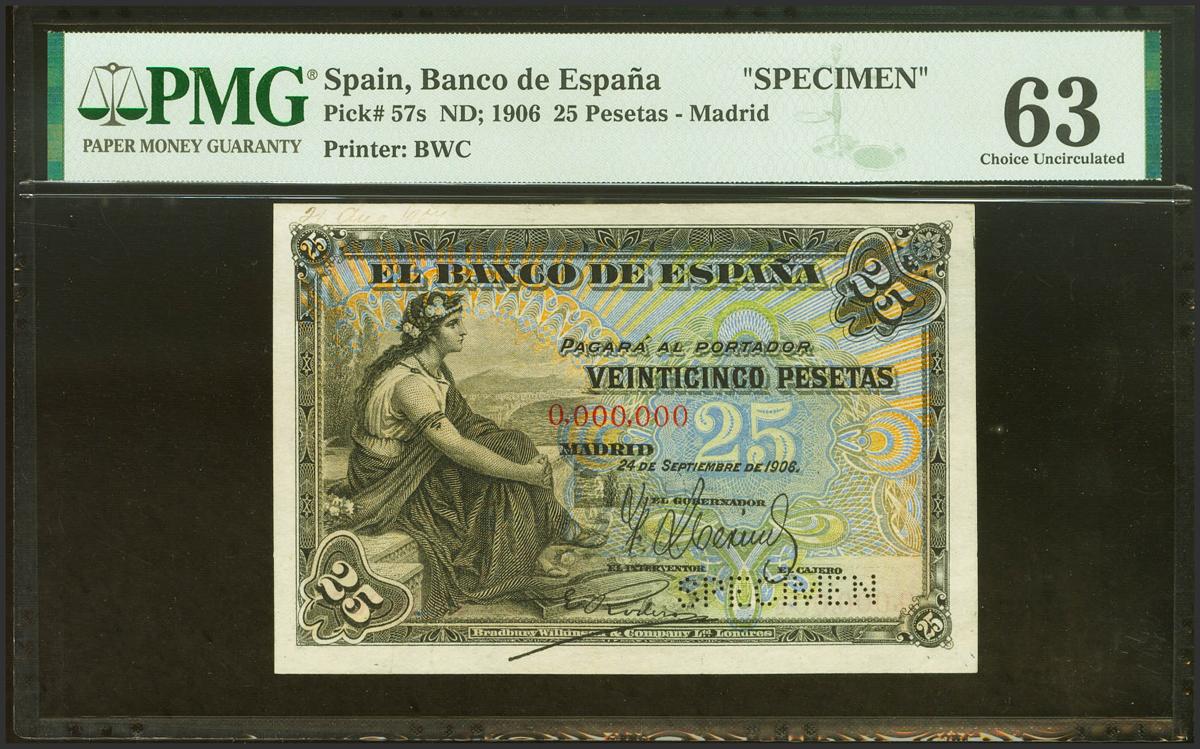 PMG® Spain, Banco de España "SPECIMEN"
Pick# 57s ND; 1906 25 Pesetas - Madrid
PAPER MONEY GUARANTY Printer: BWC
63
Choice Uncirculated
25
EL BANCO DE ESPAÑA
25
PAGARÁ AL PORTADOR
VEINTICINCO PESETAS
0,000,000
25
MADRID
24 DE SEPTIEMBRE DE 1906.
EL GOBERNADOR
EL INTERVENTOR EL CAJERO
SPECIMEN
25
25
Bradbury Wilkinson & Company Ltd. Londres